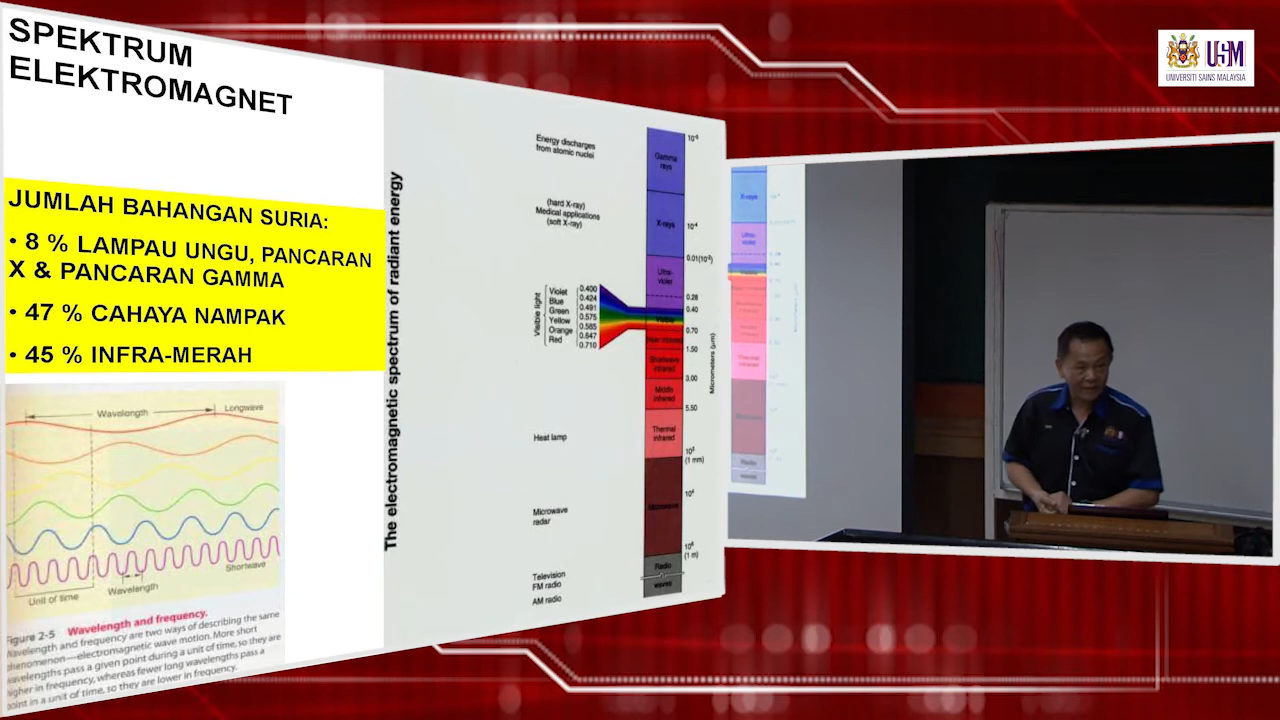 SPEKTRUM
ELEKTROMAGNET
JUMLAH BAHANGAN SURIA:
• 8 % LAMPAU UNGU, PANCARAN
X & PANCARAN GAMMA
• 47 % CAHAYA NAMPAK
• 45 % INFRA-MERAH
Wavelength
Longwave
Shortwave
Unit of time
Wavelength
Figure 2-5 Wavelength and frequency.
Wavelength and frequency are two ways of describing the same
phenomenon—electromagnetic wave motion. More short
wavelengths pass a given point during a unit of time, so they are
higher in frequency, whereas fewer long wavelengths pass a
point in a unit of time, so they are lower in frequency.
The electromagnetic spectrum of radiant energy
Energy discharges
from atomic nuclei
(hard X-ray)
Medical applications
(soft X-ray)
Visible light
Violet
Blue
Green
Yellow
Orange
Red
0.400
0.424
0.491
0.575
0.585
0.647
0.710
Heat lamp
Microwave
radar
Television
FM radio
AM radio
Gamma
rays
X-rays
Ultra-
violet
Visible
Shortwave
infrared
Middle
infrared
Thermal
infrared
Microwave
Radio
waves
0.28
0.40
0.70
1.50
3.00
5.50
(1 mm)
(1 m)
Micrometers (μm)
X-rays
Ultra-
violet
Thermal
infrared
Radio
waves
USM
UNIVERSITI SAINS MALAYSIA